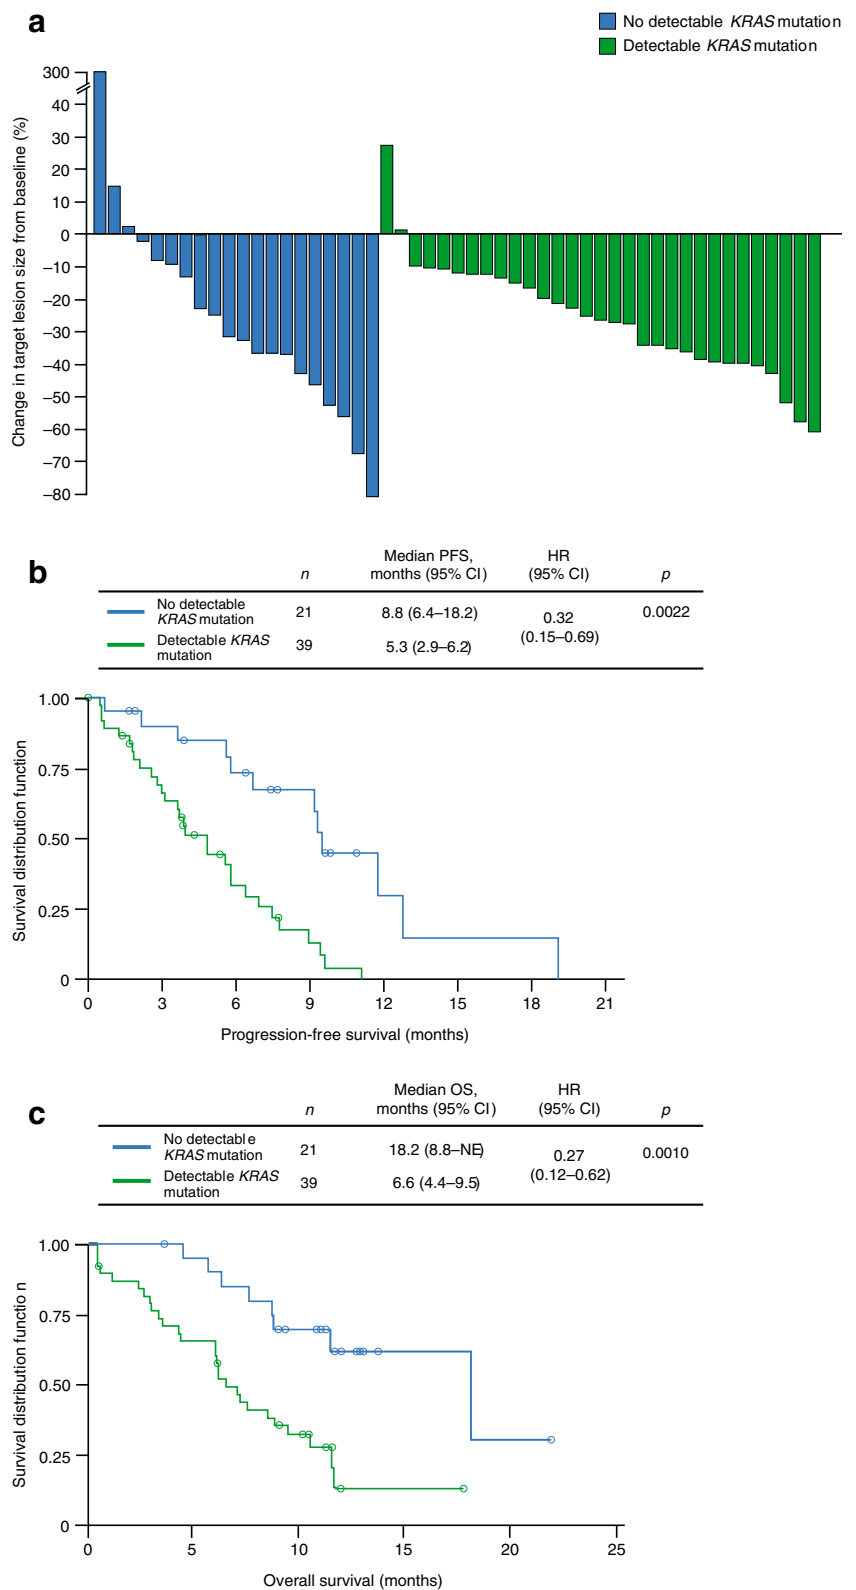 a
No detectable KRAS mutation
Detectable KRAS mutation
Change in target lesion size from baseline (%)
300
40
30
20
10
0
–10
–20
–30
–40
–50
–60
–70
–80
b
n
Median PFS,
months (95% CI)
HR
(95% CI)
p
No detectable
KRAS mutation
21
8.8 (6.4–18.2)
0.32
(0.15–0.69)
0.0022
Detectable KRAS
mutation
39
5.3 (2.9–6.2)
Survival distribution function
1.00
0.75
0.50
0.25
0
0 3 6 9 12 15 18 21
Progression-free survival (months)
c
n
Median OS,
months (95% CI)
HR
(95% CI)
p
No detectable
KRAS mutation
21
18.2 (8.8–NE)
0.27
(0.12–0.62)
0.0010
Detectable KRAS
mutation
39
6.6 (4.4–9.5)
Survival distribution functio n
1.00
0.75
0.50
0.25
0
0 5 10 15 20 25
Overall survival (months)